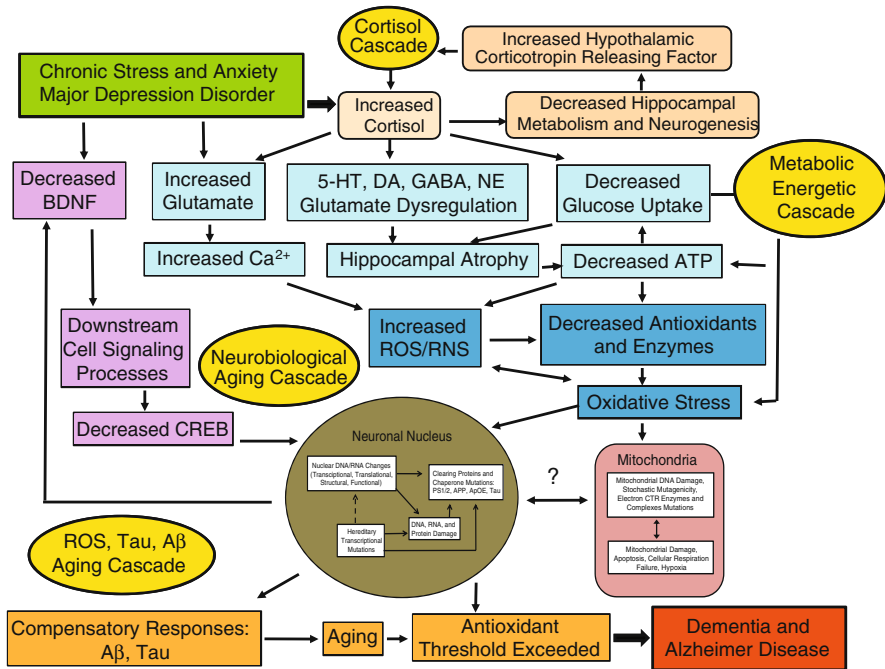 Cortisol
Cascade
Increased Hypothalamic
Corticotropin Releasing Factor
Chronic Stress and Anxiety
Major Depression Disorder
Increased
Cortisol
Decreased Hippocampal
Metabolism and Neurogenesis
Decreased
BDNF
Increased
Glutamate
5-HT, DA, GABA, NE
Glutamate Dysregulation
Decreased
Glucose Uptake
Metabolic
Energetic
Cascade
Increased Ca²⁺
Hippocampal Atrophy
Decreased ATP
Downstream
Cell Signaling
Processes
Neurobiological
Aging Cascade
Increased
ROS/RNS
Decreased Antioxidants
and Enzymes
Decreased CREB
Oxidative Stress
Neuronal Nucleus
Nuclear DNA/RNA Changes
(Transciptional, Translational,
Structural, Functional)
Clearing Proteins and
Chaperone Mutations:
PS1/2, APP, ApOE, Tau
Hereditary
Transcriptional
Mutations
DNA, RNA, and
Protein Damage
?
Mitochondria
Mitochondrial DNA Damage,
Stochastic Mutagenicity,
Electron CTR Enzymes and
Complexes Mutations
Mitochondrial Damage,
Apoptosis, Cellular Respiration
Failure, Hypoxia
ROS, Tau, Aβ
Aging Cascade
Compensatory Responses:
Aβ, Tau
Aging
Antioxidant
Threshold Exceeded
Dementia and
Alzheimer Disease